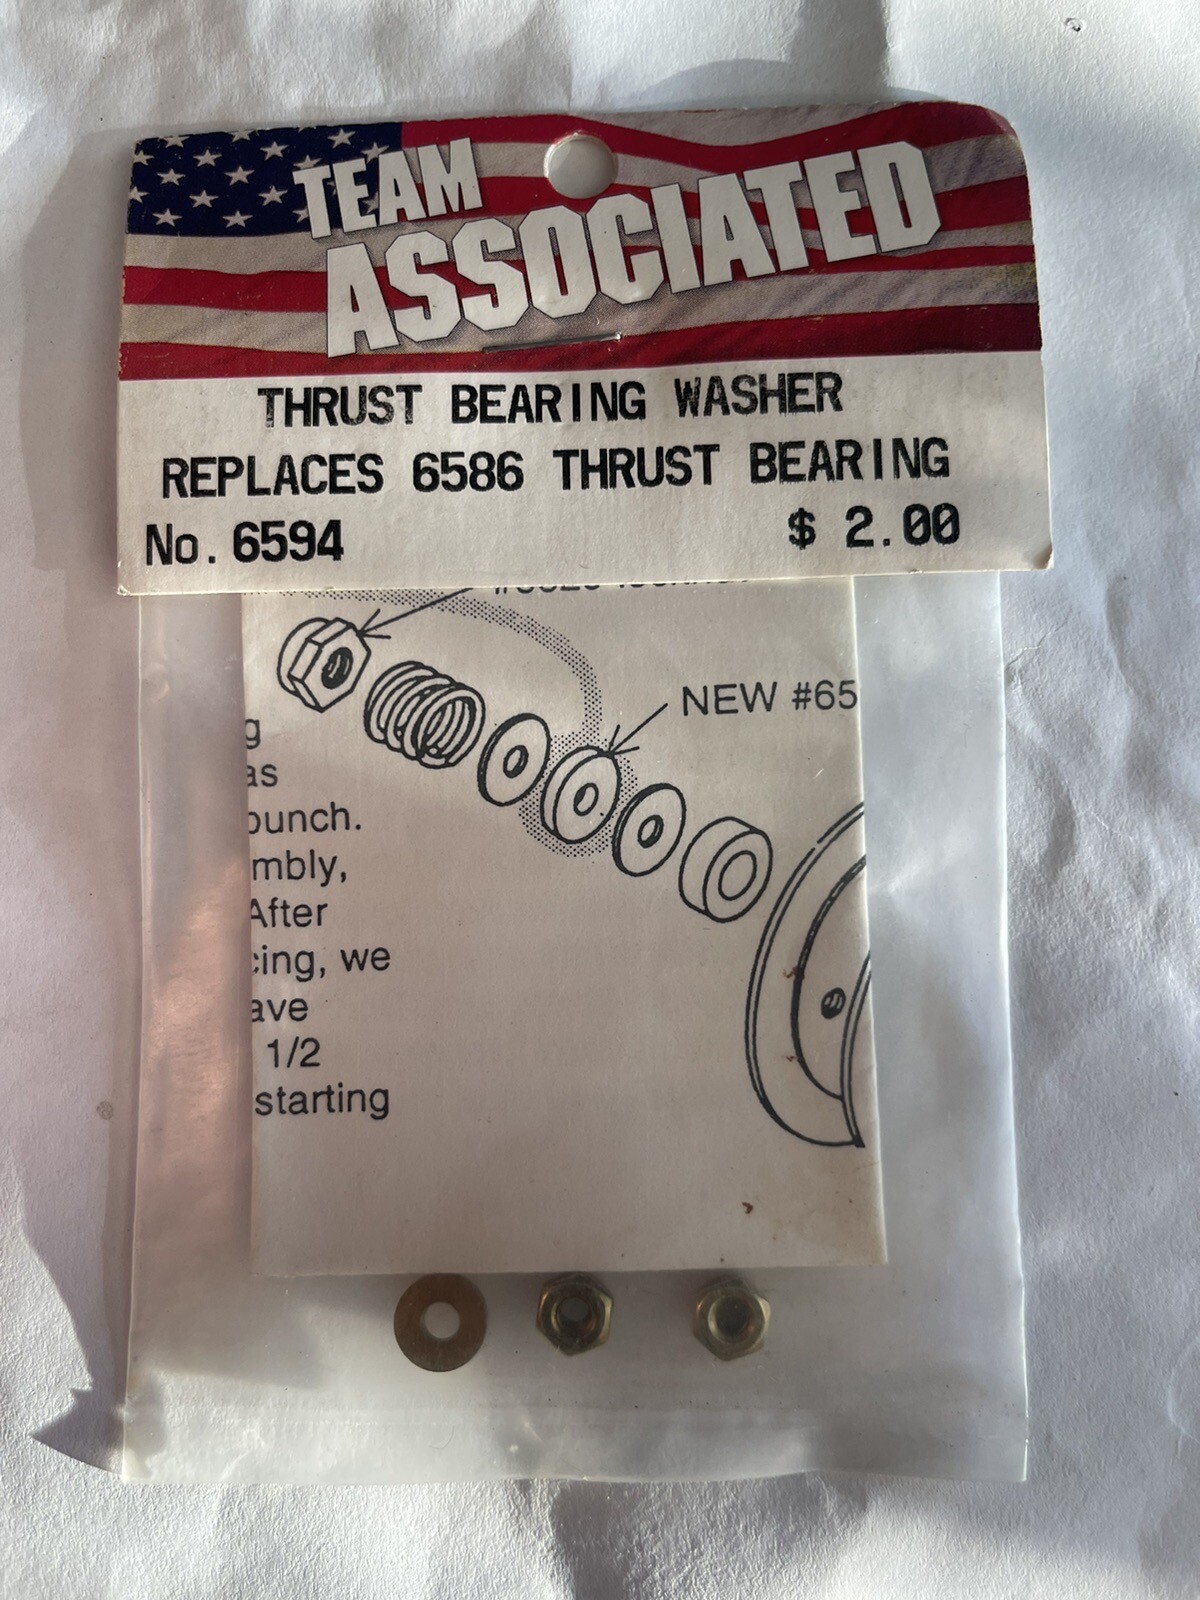 TEAM
ASSOCIATED
THRUST BEARING WASHER
REPLACES 6586 THRUST BEARING
No. 6594
$ 2.00
NEW #65
g
as
punch.
mbly,
After
cing, we
ave
1/2
starting